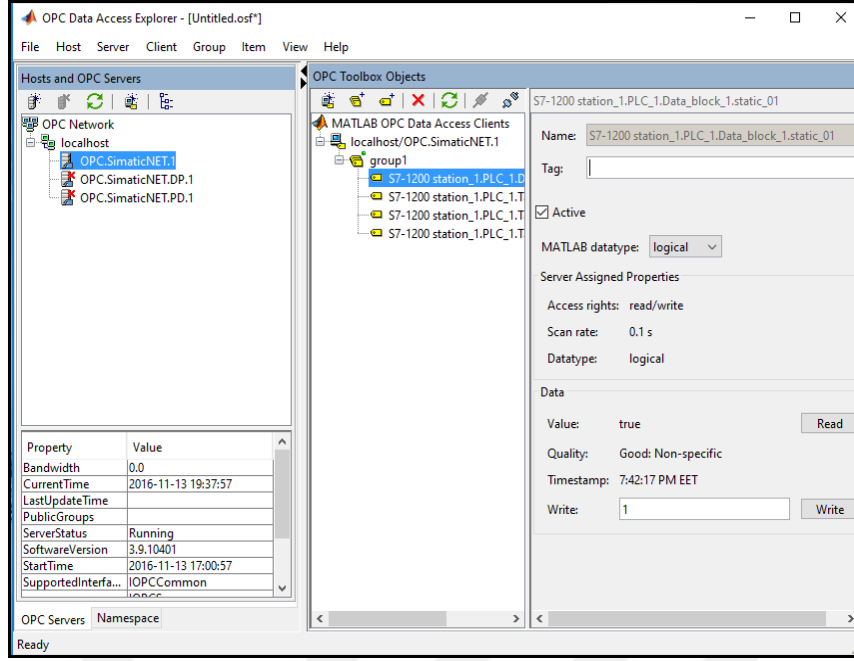 OPC Data Access Explorer - [Untitled.osf*]
File Host Server Client Group Item View Help
Hosts and OPC Servers
OPC Network
localhost
OPC.SimaticNET.1
OPC.SimaticNET.DP.1
OPC.SimaticNET.PD.1
Property Value
Bandwidth 0.0
CurrentTime 2016-11-13 19:37:57
LastUpdateTime
PublicGroups
ServerStatus Running
SoftwareVersion 3.9.10401
StartTime 2016-11-13 17:00:57
SupportedInterfa... IOPCCommon
OPC Servers Namespace
OPC Toolbox Objects
MATLAB OPC Data Access Clients
localhost/OPC.SimaticNET.1
group1
S7-1200 station_1.PLC_1.D
S7-1200 station_1.PLC_1.T
S7-1200 station_1.PLC_1.T
S7-1200 station_1.PLC_1.T
S7-1200 station_1.PLC_1.Data_block_1.static_01
Name: S7-1200 station_1.PLC_1.Data_block_1.static_01
Tag:
Active
MATLAB datatype: logical
Server Assigned Properties
Access rights: read/write
Scan rate: 0.1 s
Datatype: logical
Data
Value: true Read
Quality: Good: Non-specific
Timestamp: 7:42:17 PM EET
Write: 1 Write
Ready